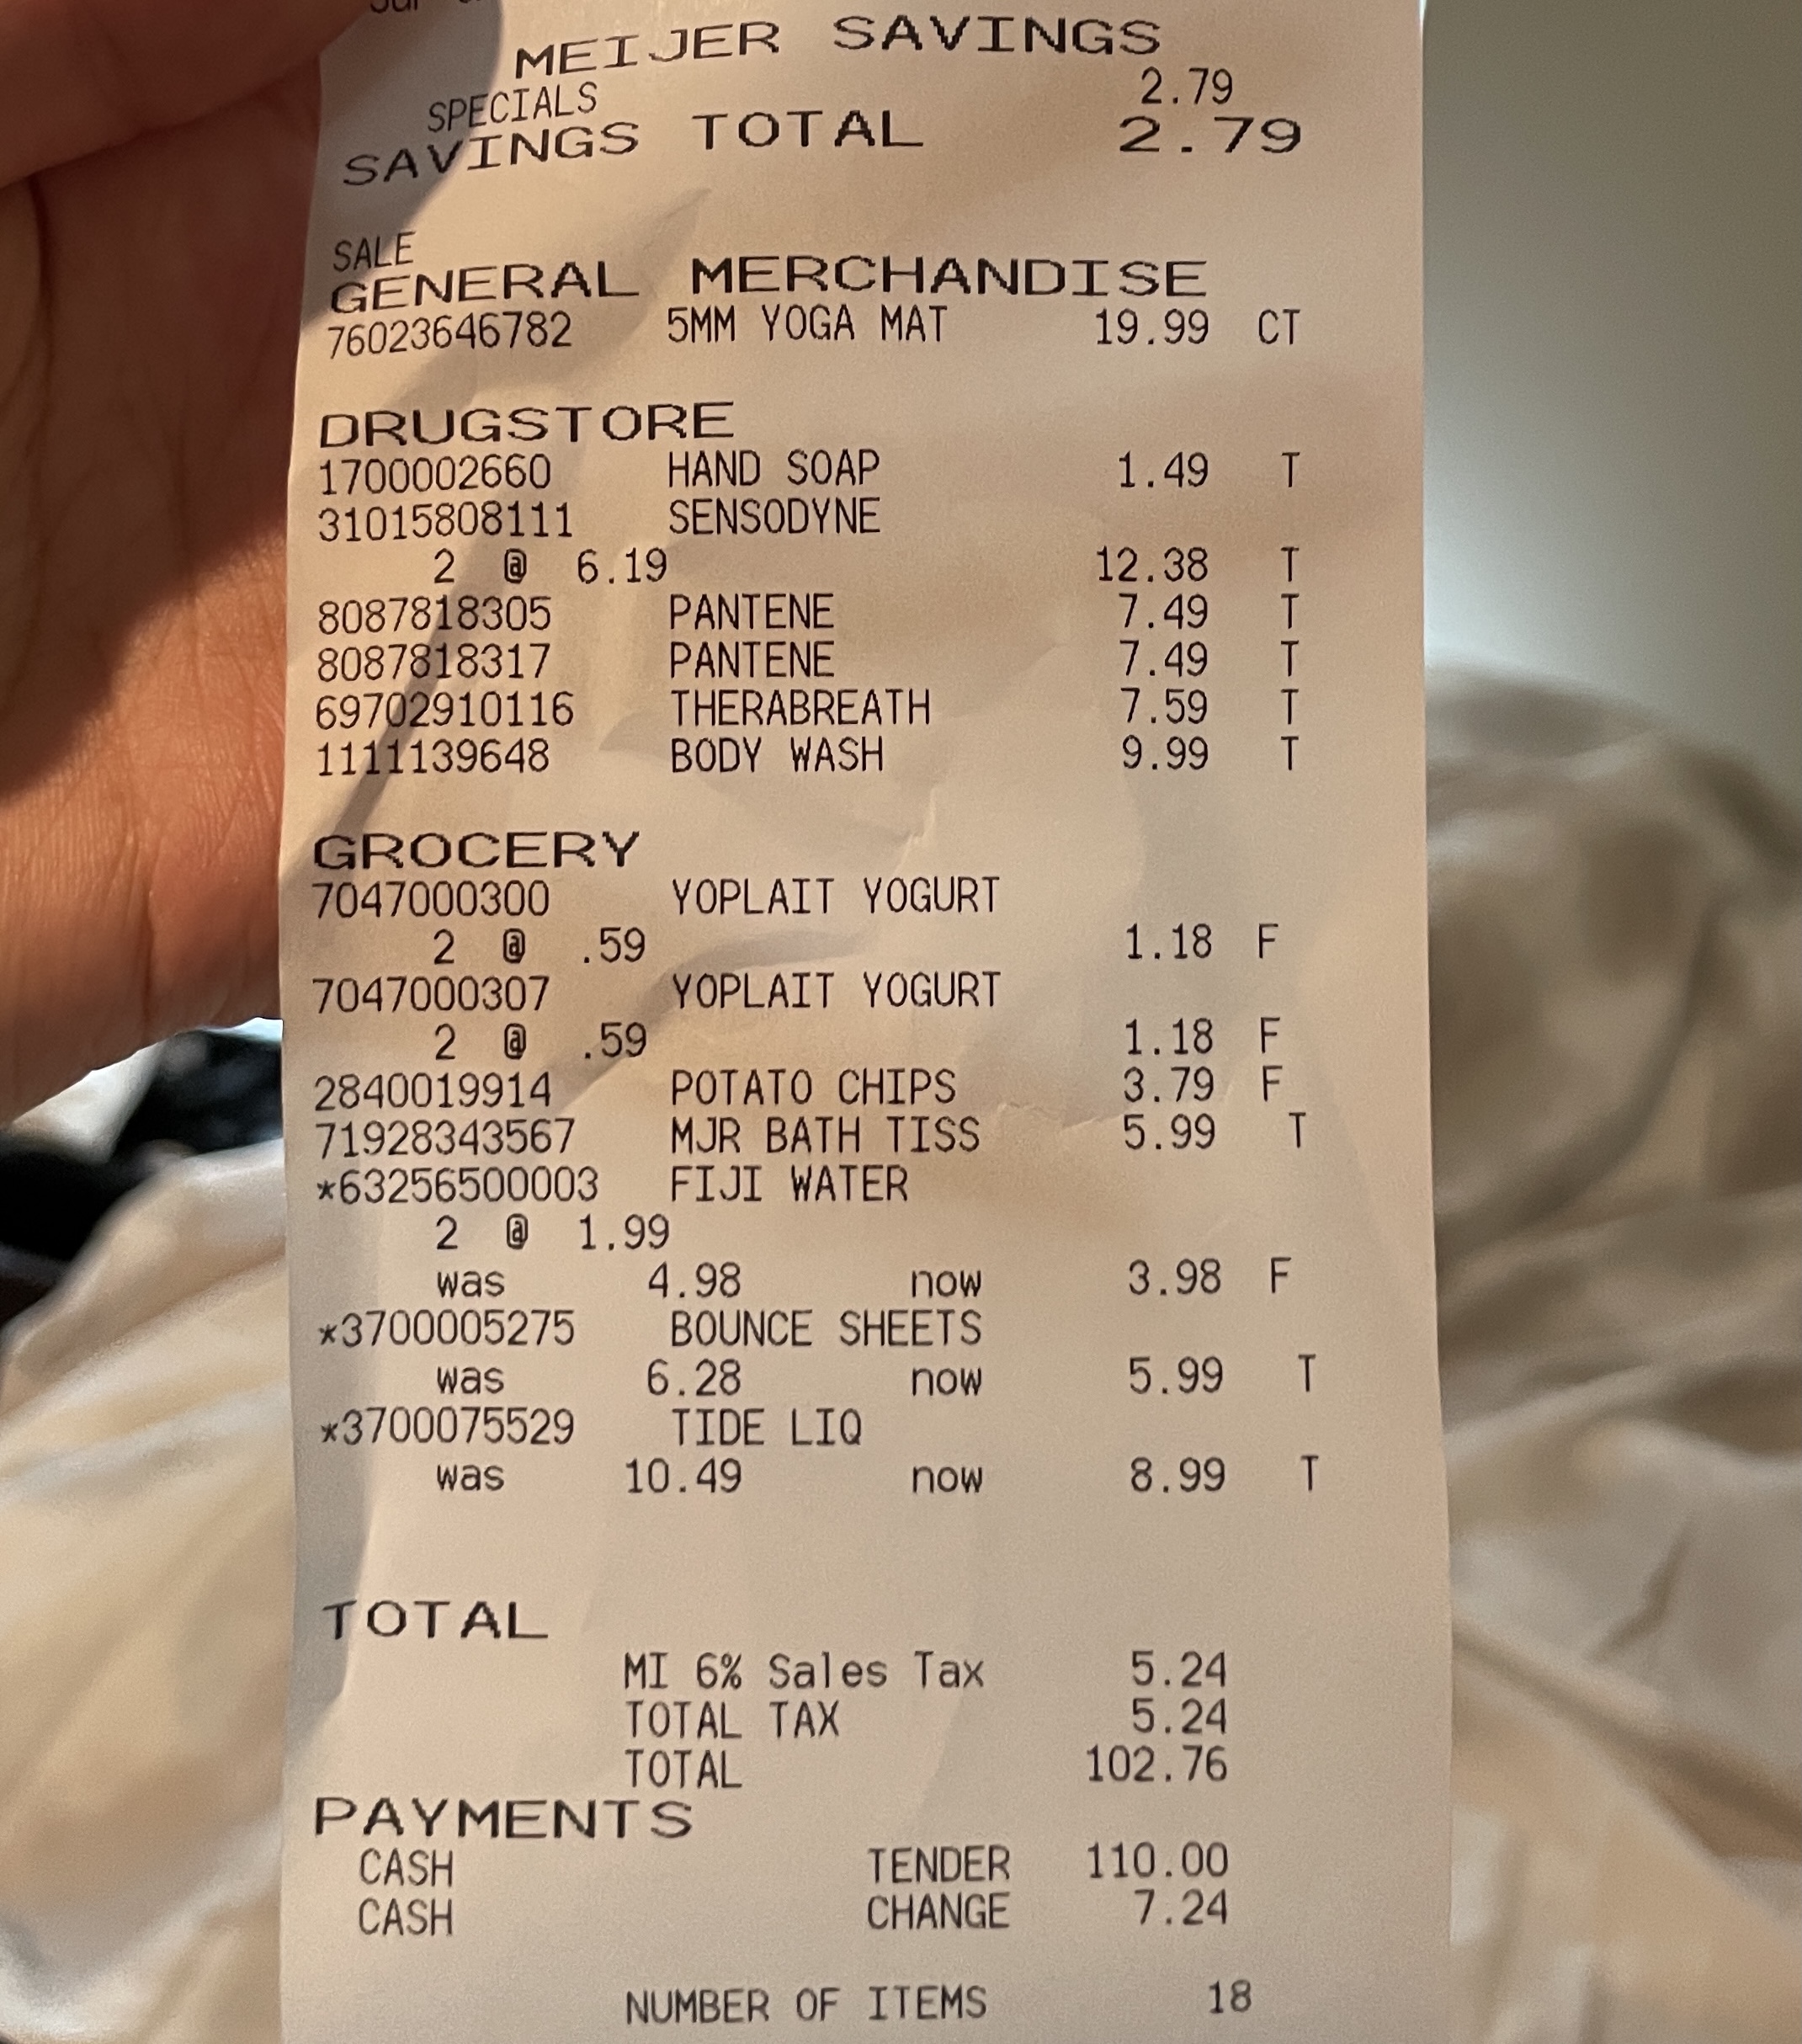 MEIJER SAVINGS
SPECIALS 2.79
SAVINGS TOTAL 2.79
SALE
GENERAL MERCHANDISE
76023646782 5MM YOGA MAT 19.99 CT
DRUGSTORE
1700002660 HAND SOAP 1.49 T
31015808111 SENSODYNE
2 @ 6.19 12.38 T
8087818305 PANTENE 7.49 T
8087818317 PANTENE 7.49 T
69702910116 THERABREATH 7.59 T
1111139648 BODY WASH 9.99 T
GROCERY
7047000300 YOPLAIT YOGURT
2 @ .59 1.18 F
7047000307 YOPLAIT YOGURT
2 @ .59 1.18 F
2840019914 POTATO CHIPS 3.79 F
71928343567 MJR BATH TISS 5.99 T
*63256500003 FIJI WATER
2 @ 1.99
was 4.98 now 3.98 F
*3700005275 BOUNCE SHEETS
was 6.28 now 5.99 T
*3700075529 TIDE LIQ
was 10.49 now 8.99 T
TOTAL
MI 6% Sales Tax 5.24
TOTAL TAX 5.24
TOTAL 102.76
PAYMENTS
CASH TENDER 110.00
CASH CHANGE 7.24
NUMBER OF ITEMS 18